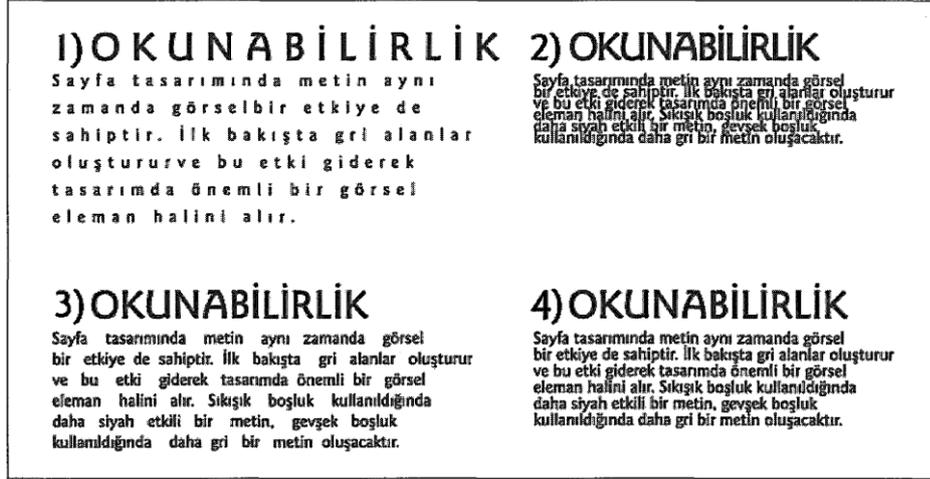 1) OKUNABİLİRLİK
Sayfa tasarımında metin aynı
zamanda görselbir etkiye de
sahiptir. İlk bakışta gri alanlar
oluştururve bu etki giderek
tasarımda önemli bir görsel
eleman halini alır.
2) OKUNABİLİRLİK
Sayfa tasarımında metin aynı zamanda görsel
bir etkiye de sahiptir. İlk bakışta gri alanlar oluşturur
ve bu etki giderek tasarımda önemli bir görsel
eleman halini alır. Sıkışık boşluk kullanıldığında
daha siyah etkili bir metin, gevşek boşluk
kullanıldığında daha gri bir metin oluşacaktır.
3) OKUNABİLİRLİK
Sayfa tasarımında metin aynı zamanda görsel
bir etkiye de sahiptir. İlk bakışta gri alanlar oluşturur
ve bu etki giderek tasarımda önemli bir görsel
eleman halini alır. Sıkışık boşluk kullanıldığında
daha siyah etkili bir metin, gevşek boşluk
kullanıldığında daha gri bir metin oluşacaktır.
4) OKUNABİLİRLİK
Sayfa tasarımında metin aynı zamanda görsel
bir etkiye de sahiptir. İlk bakışta gri alanlar oluşturur
ve bu etki giderek tasarımda önemli bir görsel
eleman halini alır. Sıkışık boşluk kullanıldığında
daha siyah etkili bir metin, gevşek boşluk
kullanıldığında daha gri bir metin oluşacaktır.